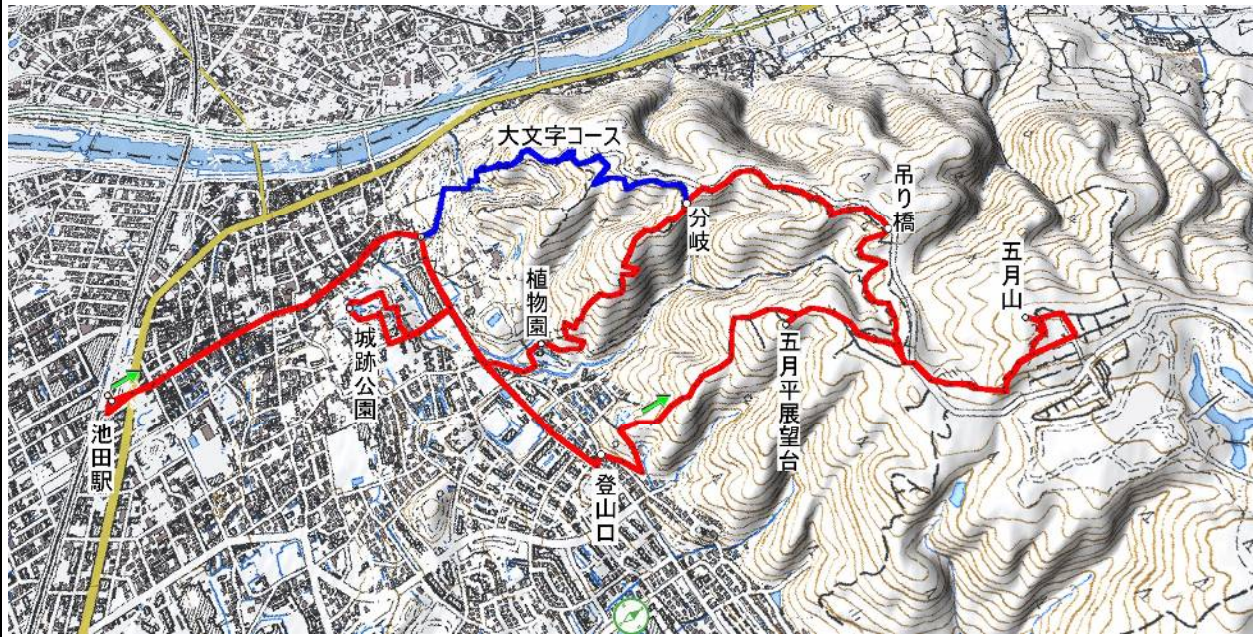 大文字コース
吊り橋
分岐
五月山
植物園
城跡公園
五月平展望台
池田駅
登山口